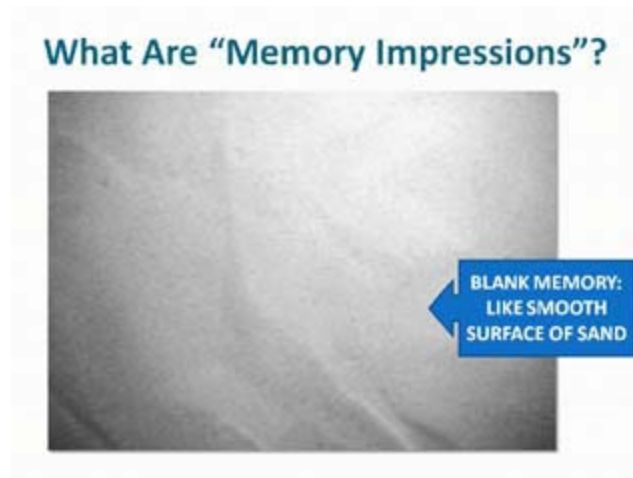 What Are “Memory Impressions”?
BLANK MEMORY:
LIKE SMOOTH
SURFACE OF SAND